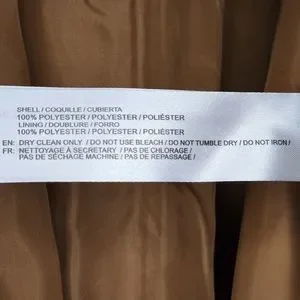 SHELL / COQUILLE / CUBIERTA
100% POLYESTER / POLYESTER / POLIÉSTER
LINING / DOUBLURE / FORRO
100% POLYESTER / POLYESTER / POLIÉSTER
EN: DRY CLEAN ONLY / DO NOT USE BLEACH / DO NOT TUMBLE DRY / DO NOT IRON /
FR: NETTOYAGE À SECRETARY / PAS DE CHLORAGE /
PAS DE SÉCHAGE MACHINE / PAS DE REPASSAGE /